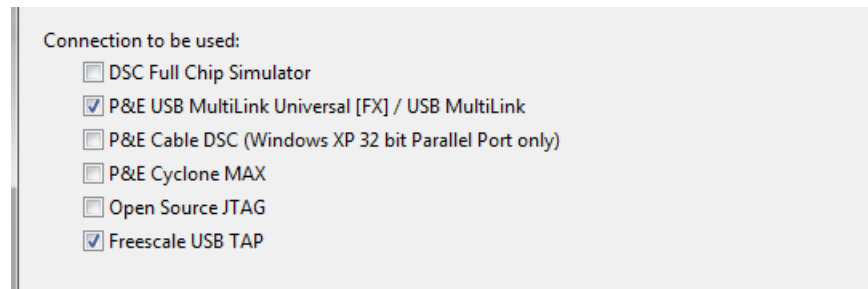 Connection to be used:
DSC Full Chip Simulator
P&E USB MultiLink Universal [FX] / USB MultiLink
P&E Cable DSC (Windows XP 32 bit Parallel Port only)
P&E Cyclone MAX
Open Source JTAG
Freescale USB TAP